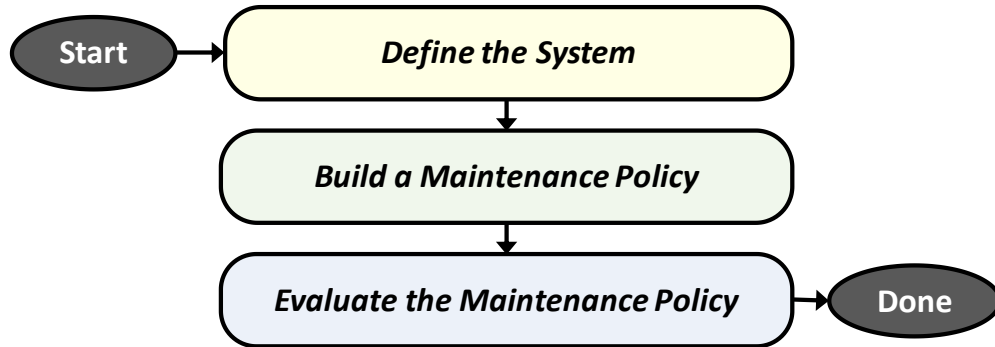 Start
Define the System
Build a Maintenance Policy
Evaluate the Maintenance Policy
Done